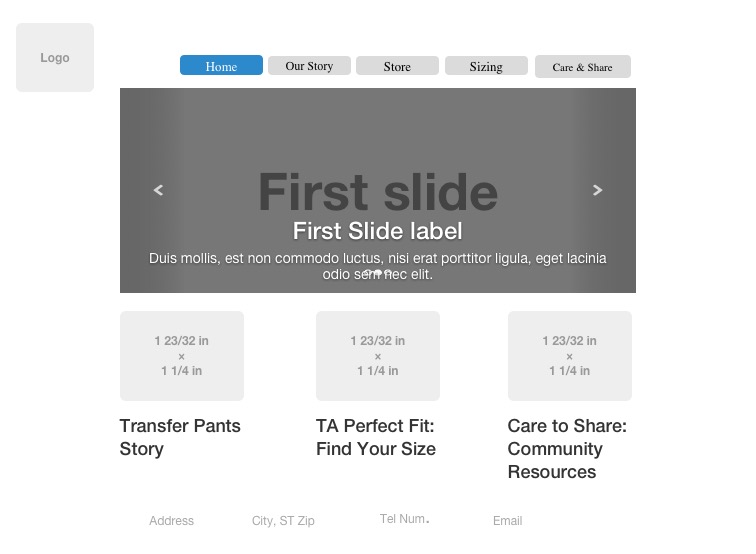 Logo
Home
Our Story
Store
Sizing
Care & Share
First slide
First Slide label
Duis mollis, est non commodo luctus, nisi erat porttitor ligula, eget lacinia
odio sem nec elit.
1 23/32 in
×
1 1/4 in
1 23/32 in
×
1 1/4 in
1 23/32 in
×
1 1/4 in
Transfer Pants
Story
TA Perfect Fit:
Find Your Size
Care to Share:
Community
Resources
Address
City, ST Zip
Tel Num.
Email